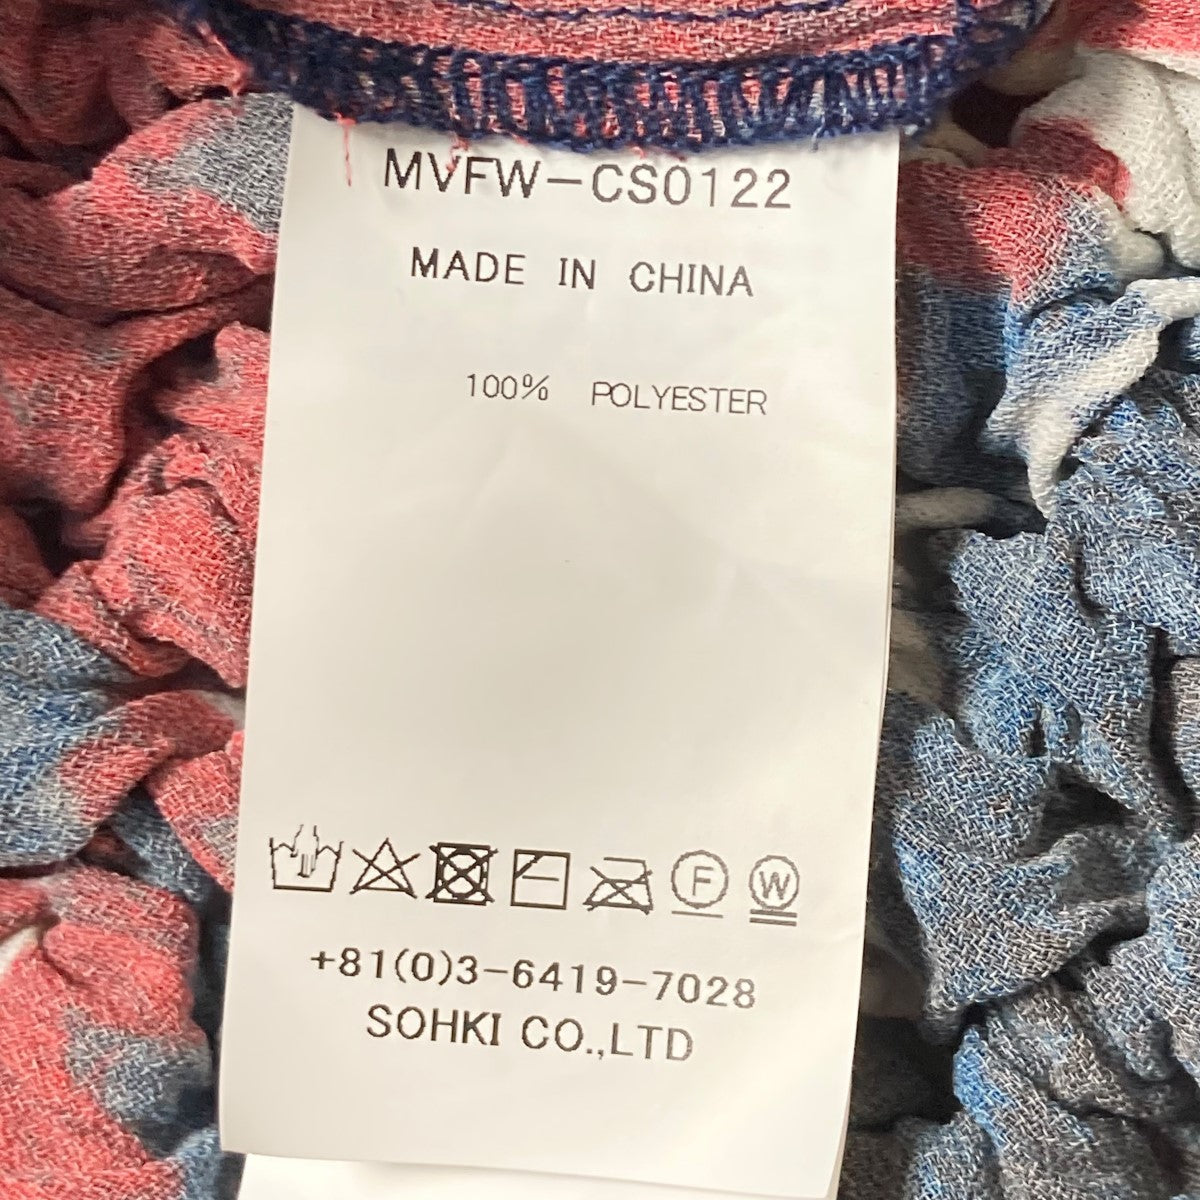 MVFW-CS0122
MADE IN CHINA
100% POLYESTER
F W
+81(0)3-6419-7028
SOHKI CO.,LTD